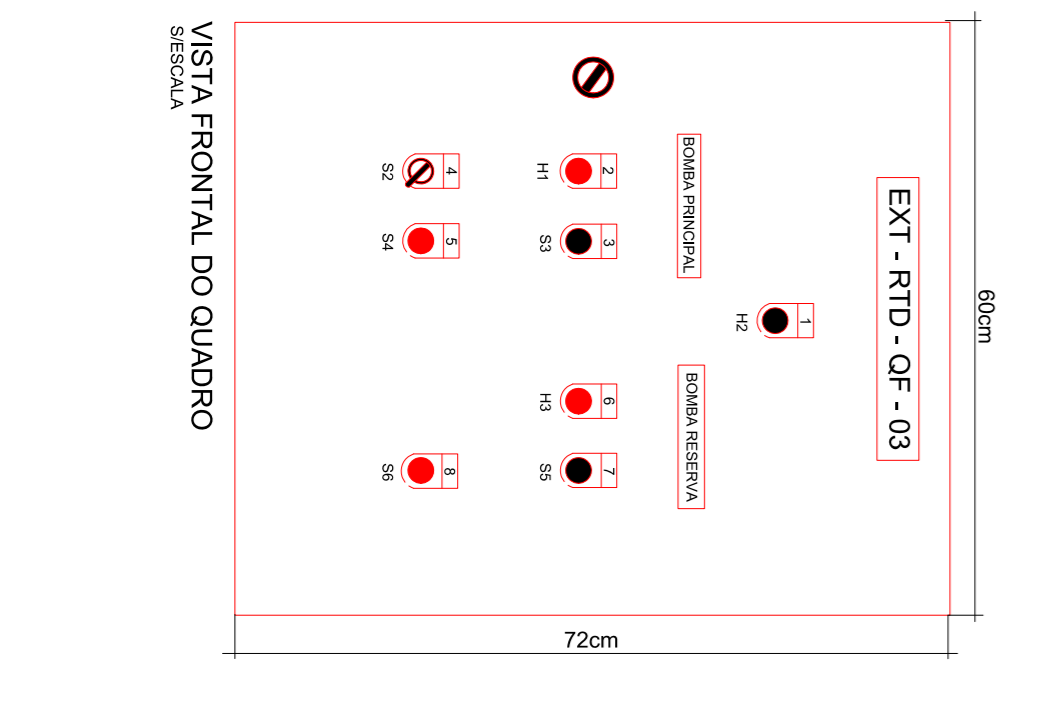 60cm
EXT - RTD - QF - 03
1
H2
BOMBA PRINCIPAL
BOMBA RESERVA
2
3
6
7
H1
S3
H3
S5
72cm
4
5
8
S2
S4
S6
VISTA FRONTAL DO QUADRO
S/ESCALA